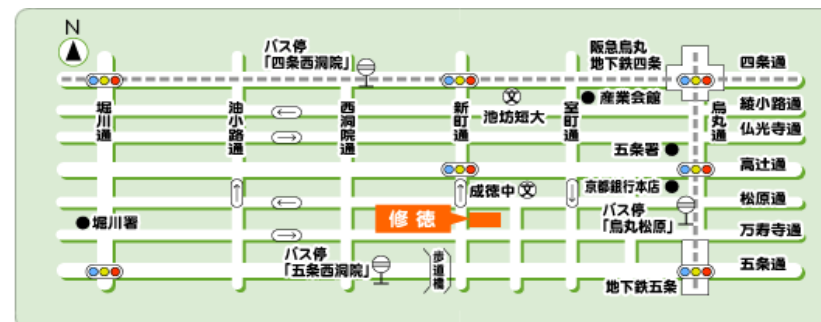 N
バス停
「四条西洞院」
阪急烏丸
地下鉄四条
四条通
産業会館
綾小路通
堀川通
油小路通
西洞院通
新町通
池坊短大
室町通
烏丸通
仏光寺通
五条署
高辻通
成徳中
京都銀行本店
松原通
バス停
「烏丸松原」
堀川署
修徳
万寿寺通
バス停
「五条西洞院」
歩道橋
五条通
地下鉄五条